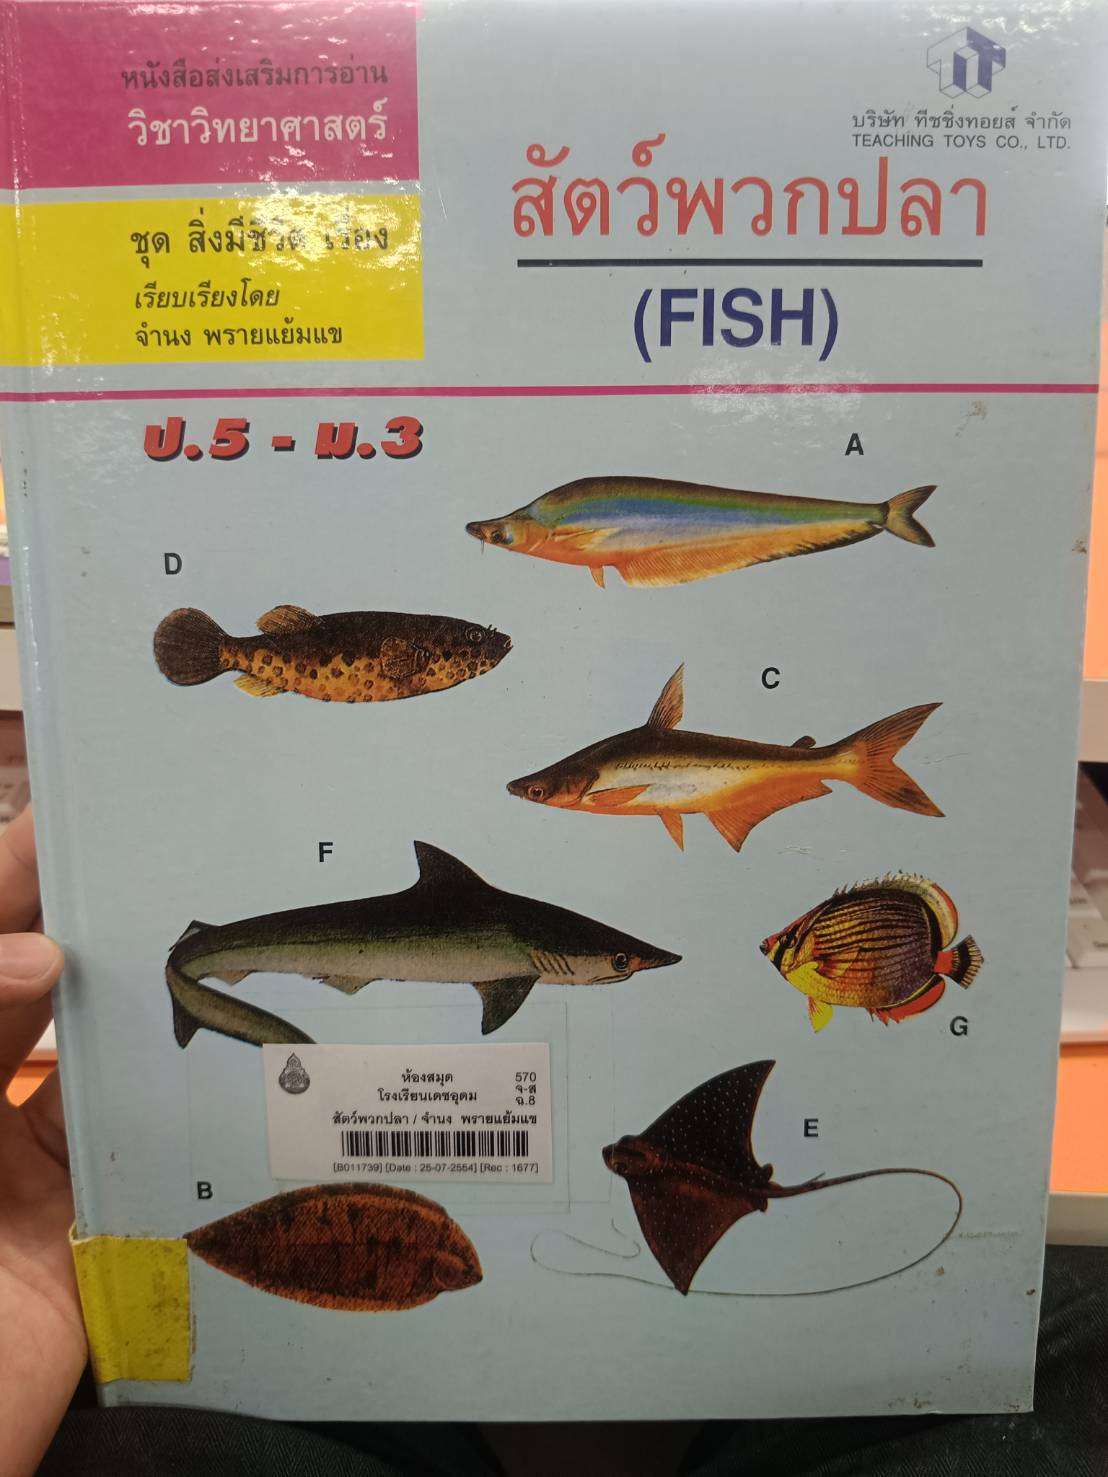 หนังสือส่งเสริมการอ่าน
วิชาวิทยาศาสตร์
ชุด สิ่งมีชีวิต เรื่อง
เรียบเรียงโดย
จำนง พรายแย้มแข
บริษัท ทีชชิ่งทอยส์ จำกัด
TEACHING TOYS CO., LTD.
สัตว์พวกปลา
(FISH)
ป.5 - ม.3
A
D
C
F
G
E
B
ห้องสมุด
โรงเรียนเดชอุดม
570
จ-ส
ฉ.8
สัตว์พวกปลา / จำนง พรายแย้มแข
[B011739] [Date : 25-07-2554] [Rec : 1677]